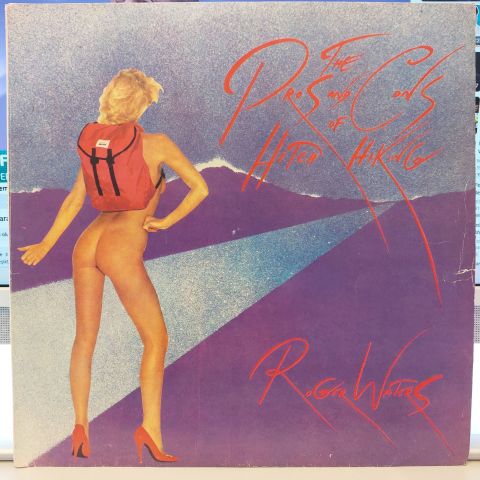 The
Pros and Cons
of
Hitch Hiking
Roger Waters